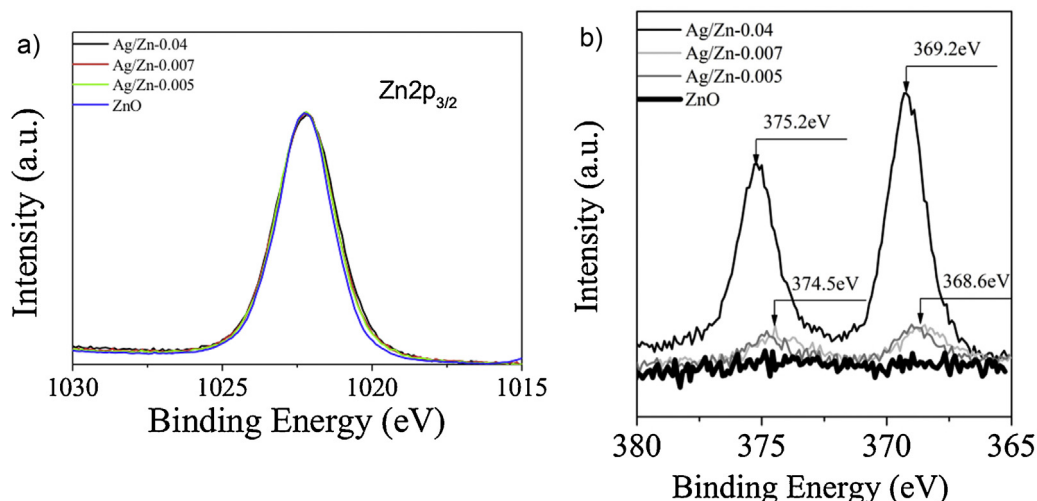 a)
Ag/Zn-0.04
Ag/Zn-0.007
Ag/Zn-0.005
ZnO
Zn2p3/2
Intensity (a.u.)
1030 1025 1020 1015
Binding Energy (eV)
b)
Ag/Zn-0.04
Ag/Zn-0.007
Ag/Zn-0.005
ZnO
369.2eV
375.2eV
374.5eV
368.6eV
Intensity (a.u.)
380 375 370 365
Binding Energy (eV)